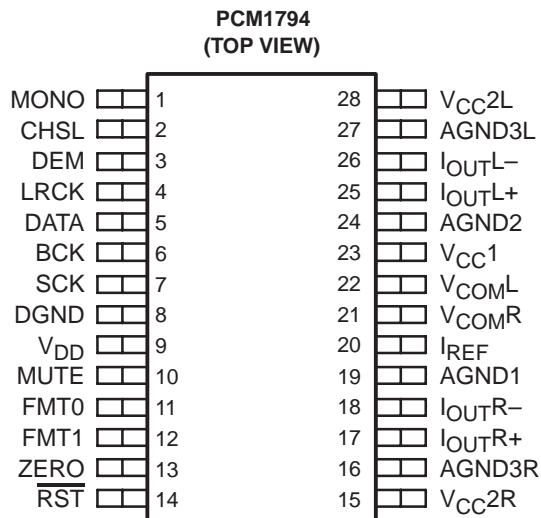 PCM1794
(TOP VIEW)
MONO 1 28 VCC2L
CHSL 2 27 AGND3L
DEM 3 26 IOUTL–
LRCK 4 25 IOUTL+
DATA 5 24 AGND2
BCK 6 23 VCC1
SCK 7 22 VCOML
DGND 8 21 VCOMR
VDD 9 20 IREF
MUTE 10 19 AGND1
FMT0 11 18 IOUTR–
FMT1 12 17 IOUTR+
ZERO 13 16 AGND3R
R̅S̅T̅ 14 15 VCC2R